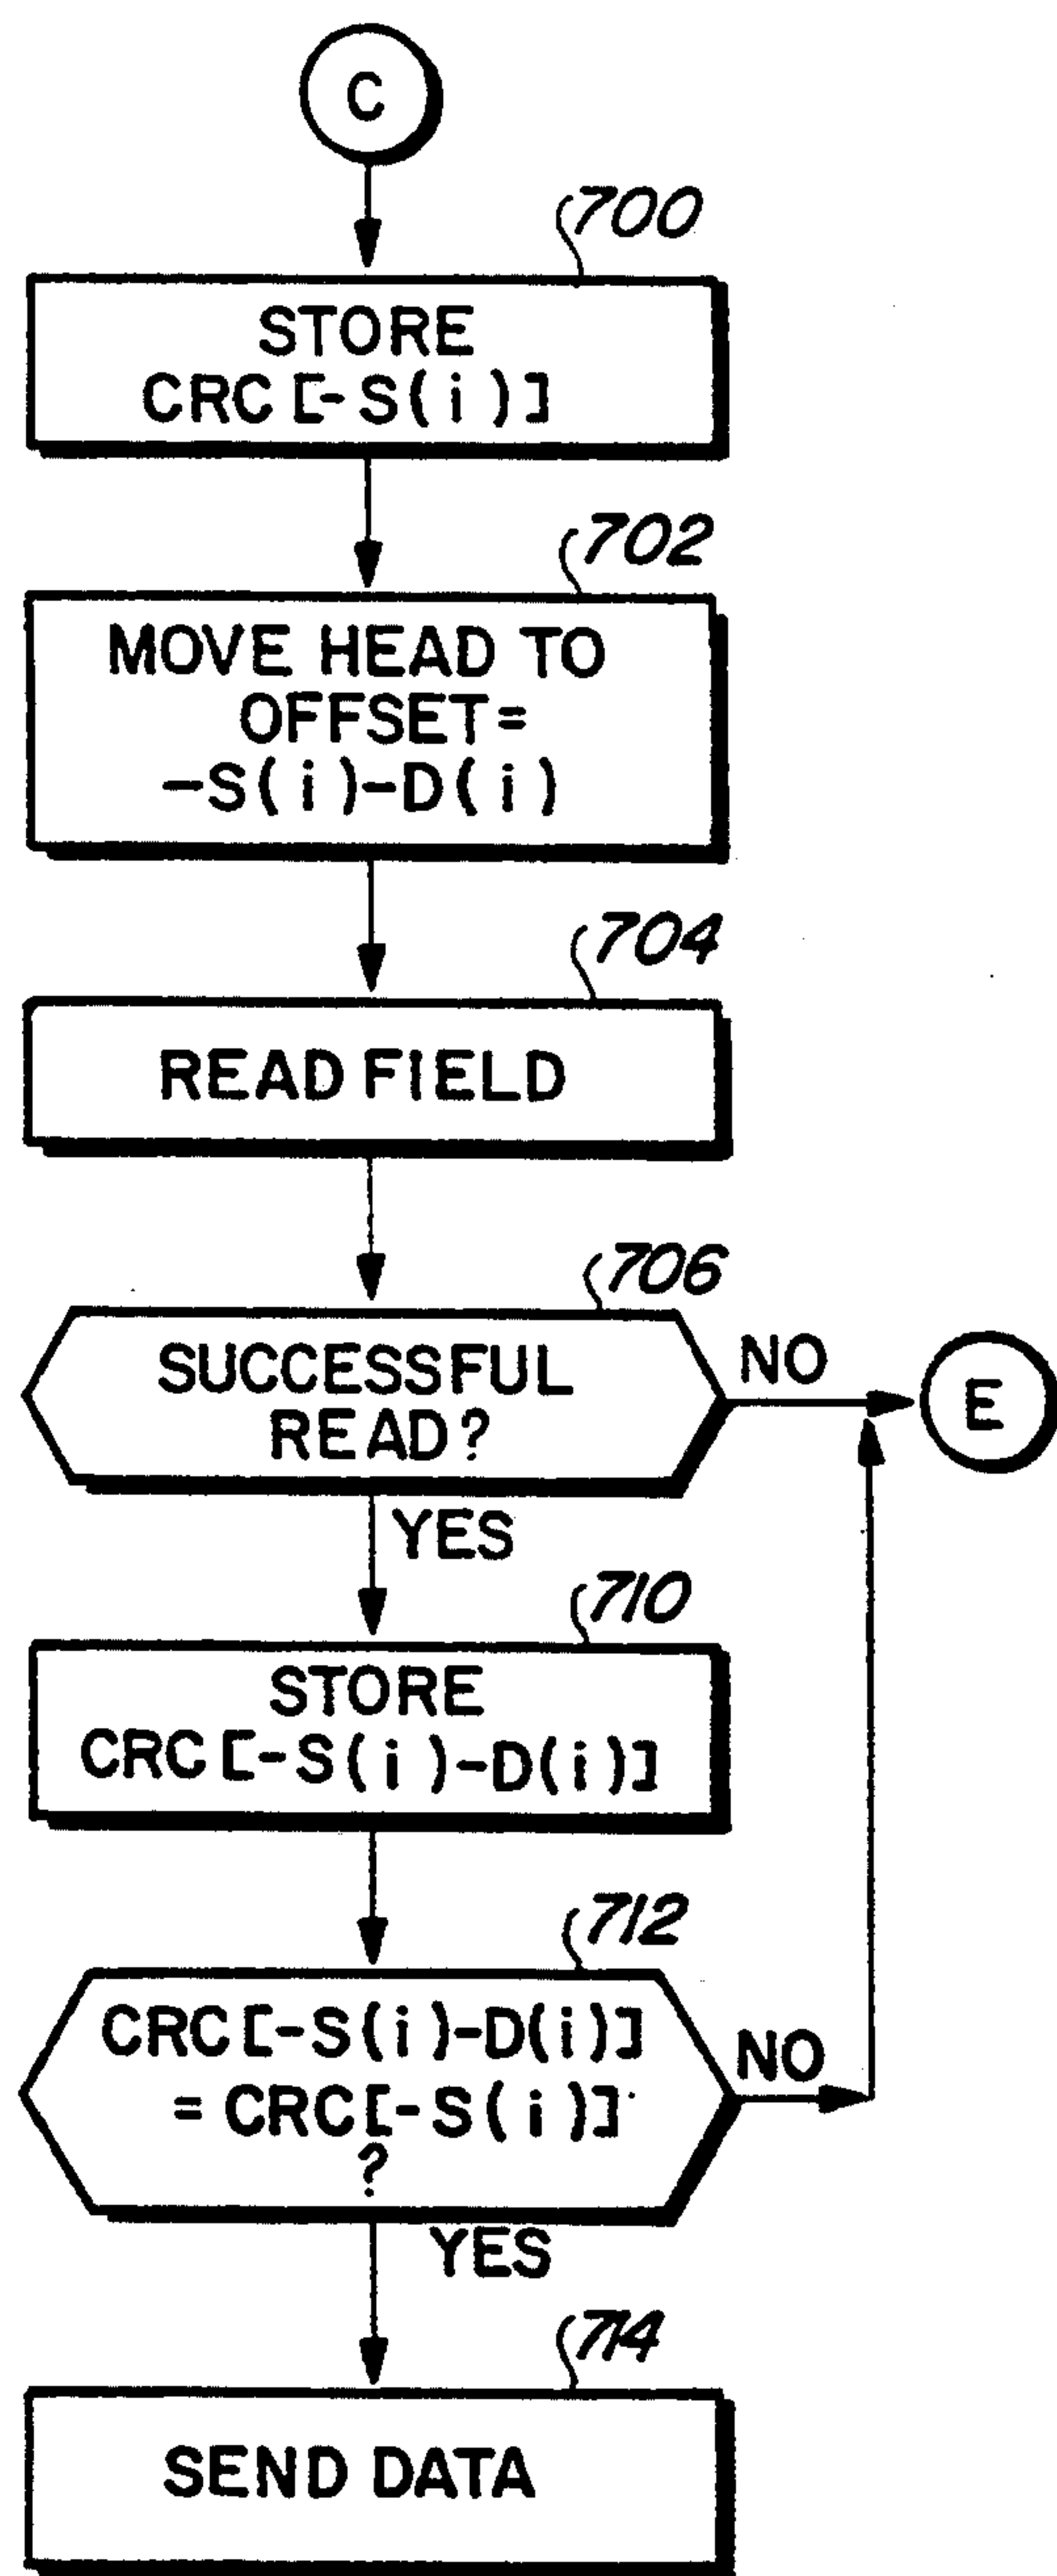 C
700
STORE
CRC[-S(i)]
702
MOVE HEAD TO
OFFSET=
-S(i)-D(i)
704
READ FIELD
706
SUCCESSFUL
READ?
NO
E
YES
710
STORE
CRC[-S(i)-D(i)]
712
CRC[-S(i)-D(i)]
= CRC[-S(i)]
?
NO
YES
714
SEND DATA